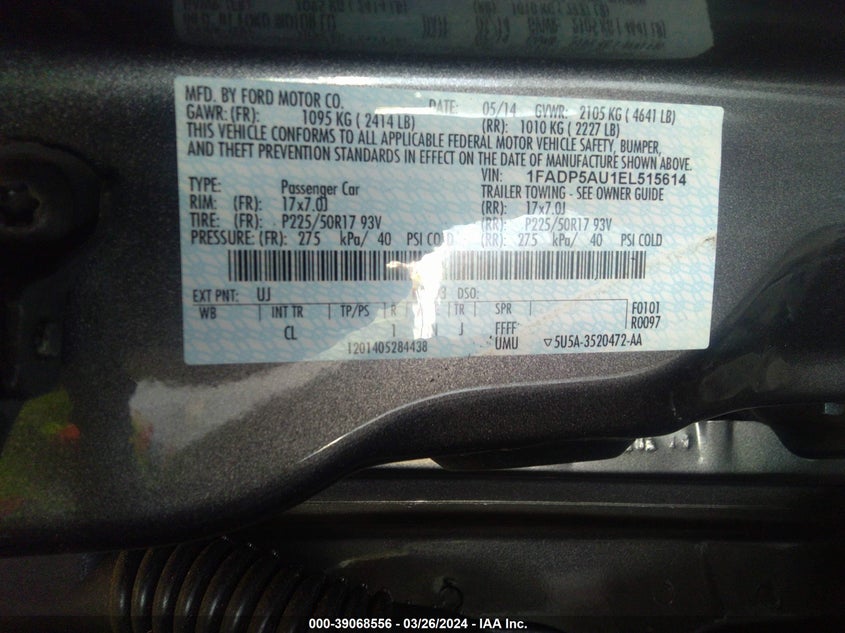 MFD. BY FORD MOTOR CO. DATE: 05/14 GVWR: 2105 KG ( 4641 LB)
GAWR: (FR): 1095 KG ( 2414 LB) (RR): 1010 KG ( 2227 LB)
THIS VEHICLE CONFORMS TO ALL APPLICABLE FEDERAL MOTOR VEHICLE SAFETY, BUMPER,
AND THEFT PREVENTION STANDARDS IN EFFECT ON THE DATE OF MANUFACTURE SHOWN ABOVE.
VIN: 1FADP5AU1EL515614
TYPE: Passenger Car TRAILER TOWING - SEE OWNER GUIDE
RIM: (FR): 17x7.0J (RR): 17x7.0J
TIRE: (FR): P225/50R17 93V (RR): P225/50R17 93V
PRESSURE: (FR): 275 kPa/ 40 PSI COLD (RR): 275 kPa/ 40 PSI COLD
EXT PNT: UJ 3 DSO:
WB INT TR TP/PS R TR SPR F0101
R0097
CL 1 N J FFFF
UMU
1201405284438 ▽5U5A-3520472-AA
000-39068556 - 03/26/2024 - IAA Inc.